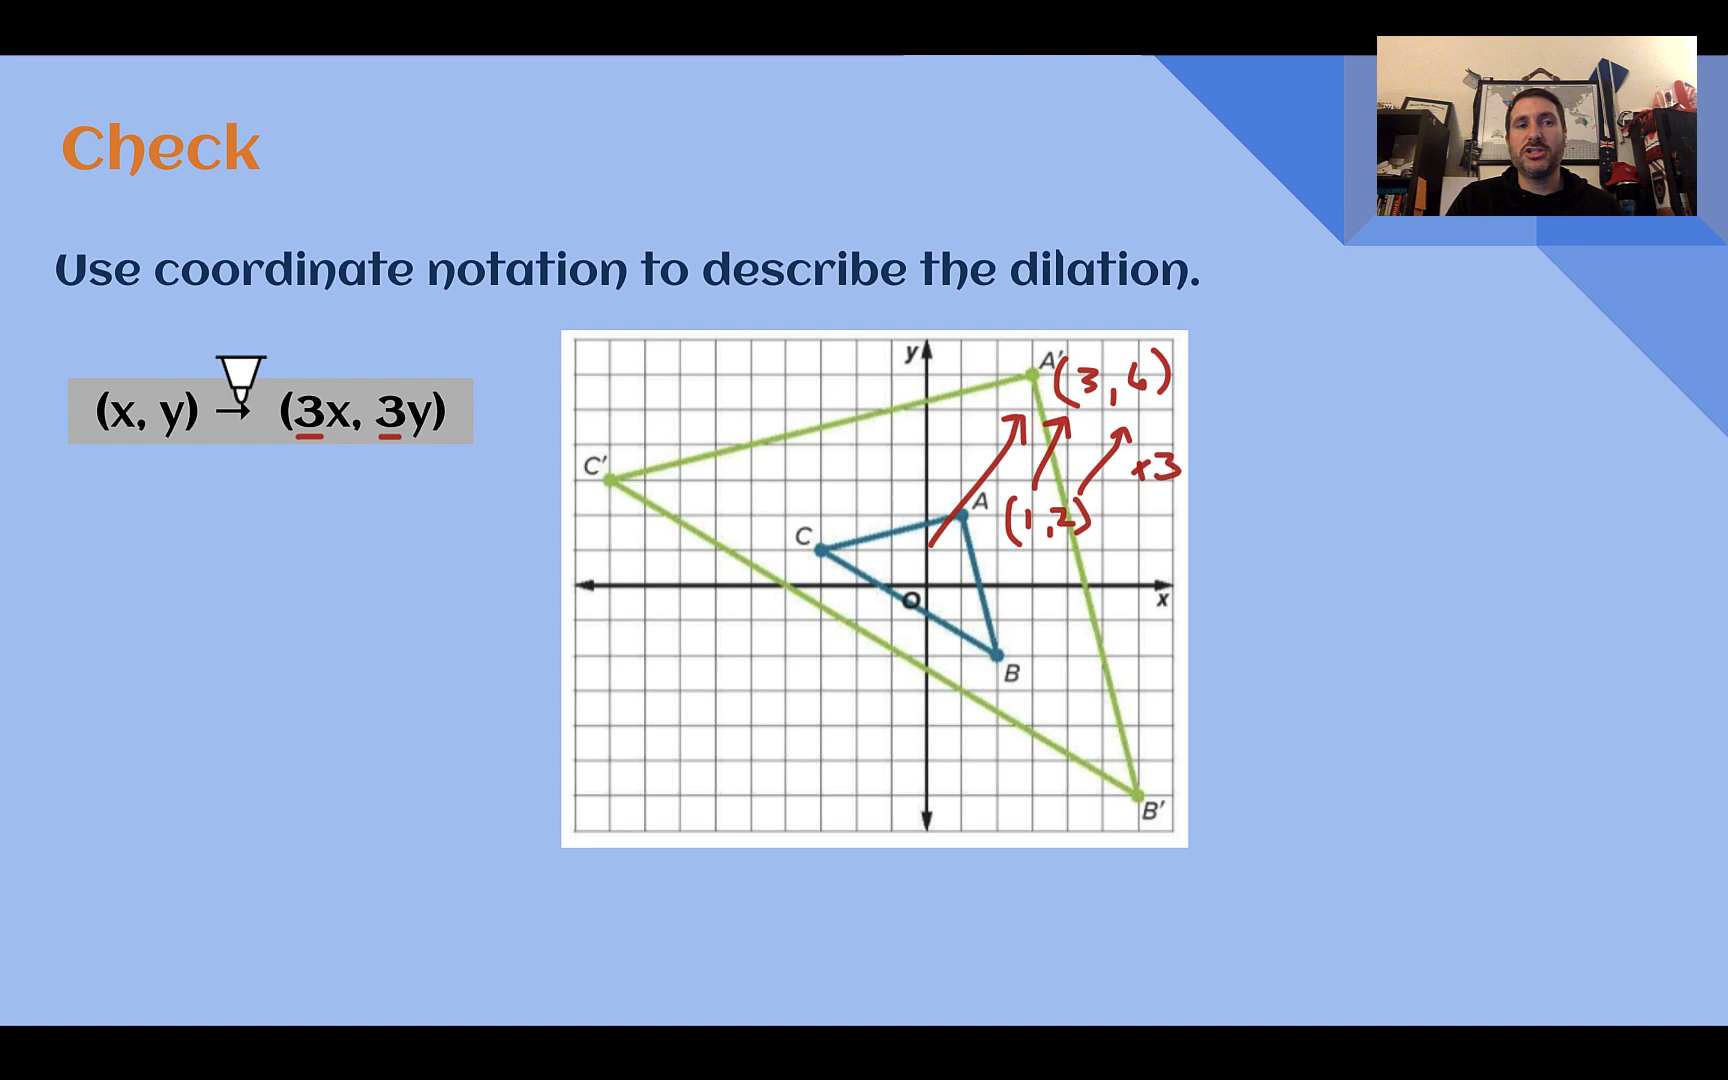 Check
Use coordinate notation to describe the dilation.
(x, y) → (3x, 3y)
y
A'
(3, 6)
C'
×3
A
(1, 2)
C
O
x
B
B'